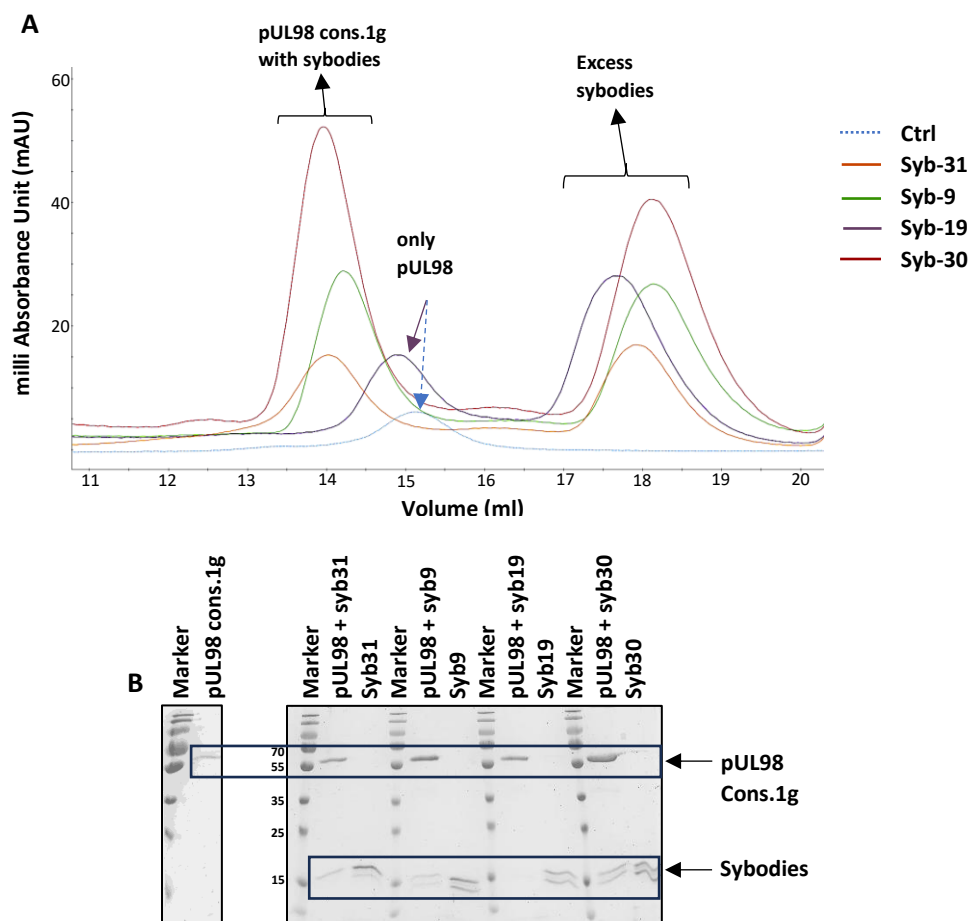 A
pUL98 cons.1g
with sybodies
Excess
sybodies
only
pUL98
60
40
20
milli Absorbance Unit (mAU)
11 12 13 14 15 16 17 18 19 20
Volume (ml)
Ctrl
Syb-31
Syb-9
Syb-19
Syb-30
B
Marker
pUL98 cons.1g
Marker
pUL98 + syb31
Syb31
Marker
pUL98 + syb9
Syb9
Marker
pUL98 + syb19
Syb19
Marker
pUL98 + syb30
Syb30
70
55
35
25
15
pUL98
Cons.1g
Sybodies